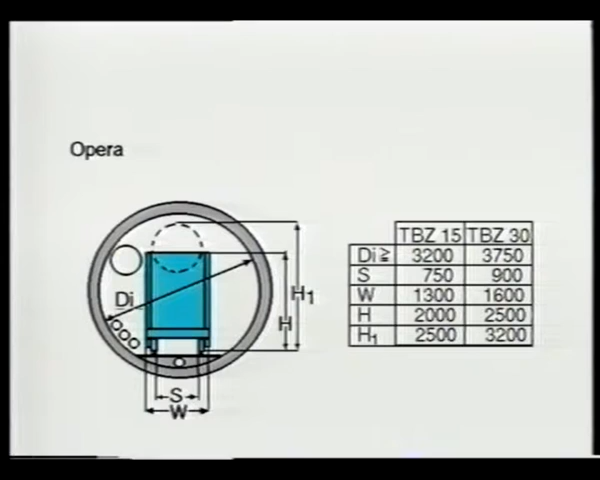 Opera
TBZ 15 TBZ 30
Di ≧ 3200 3750
S 750 900
W 1300 1600
H 2000 2500
H₁ 2500 3200
Di
H₁
H
S
W